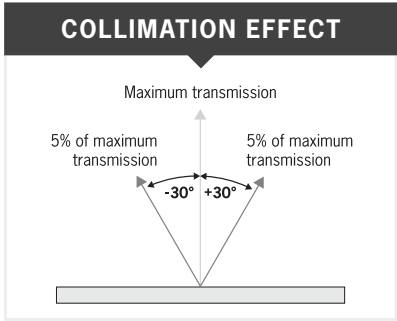 COLLIMATION EFFECT
Maximum transmission
5% of maximum
transmission
5% of maximum
transmission
-30° +30°